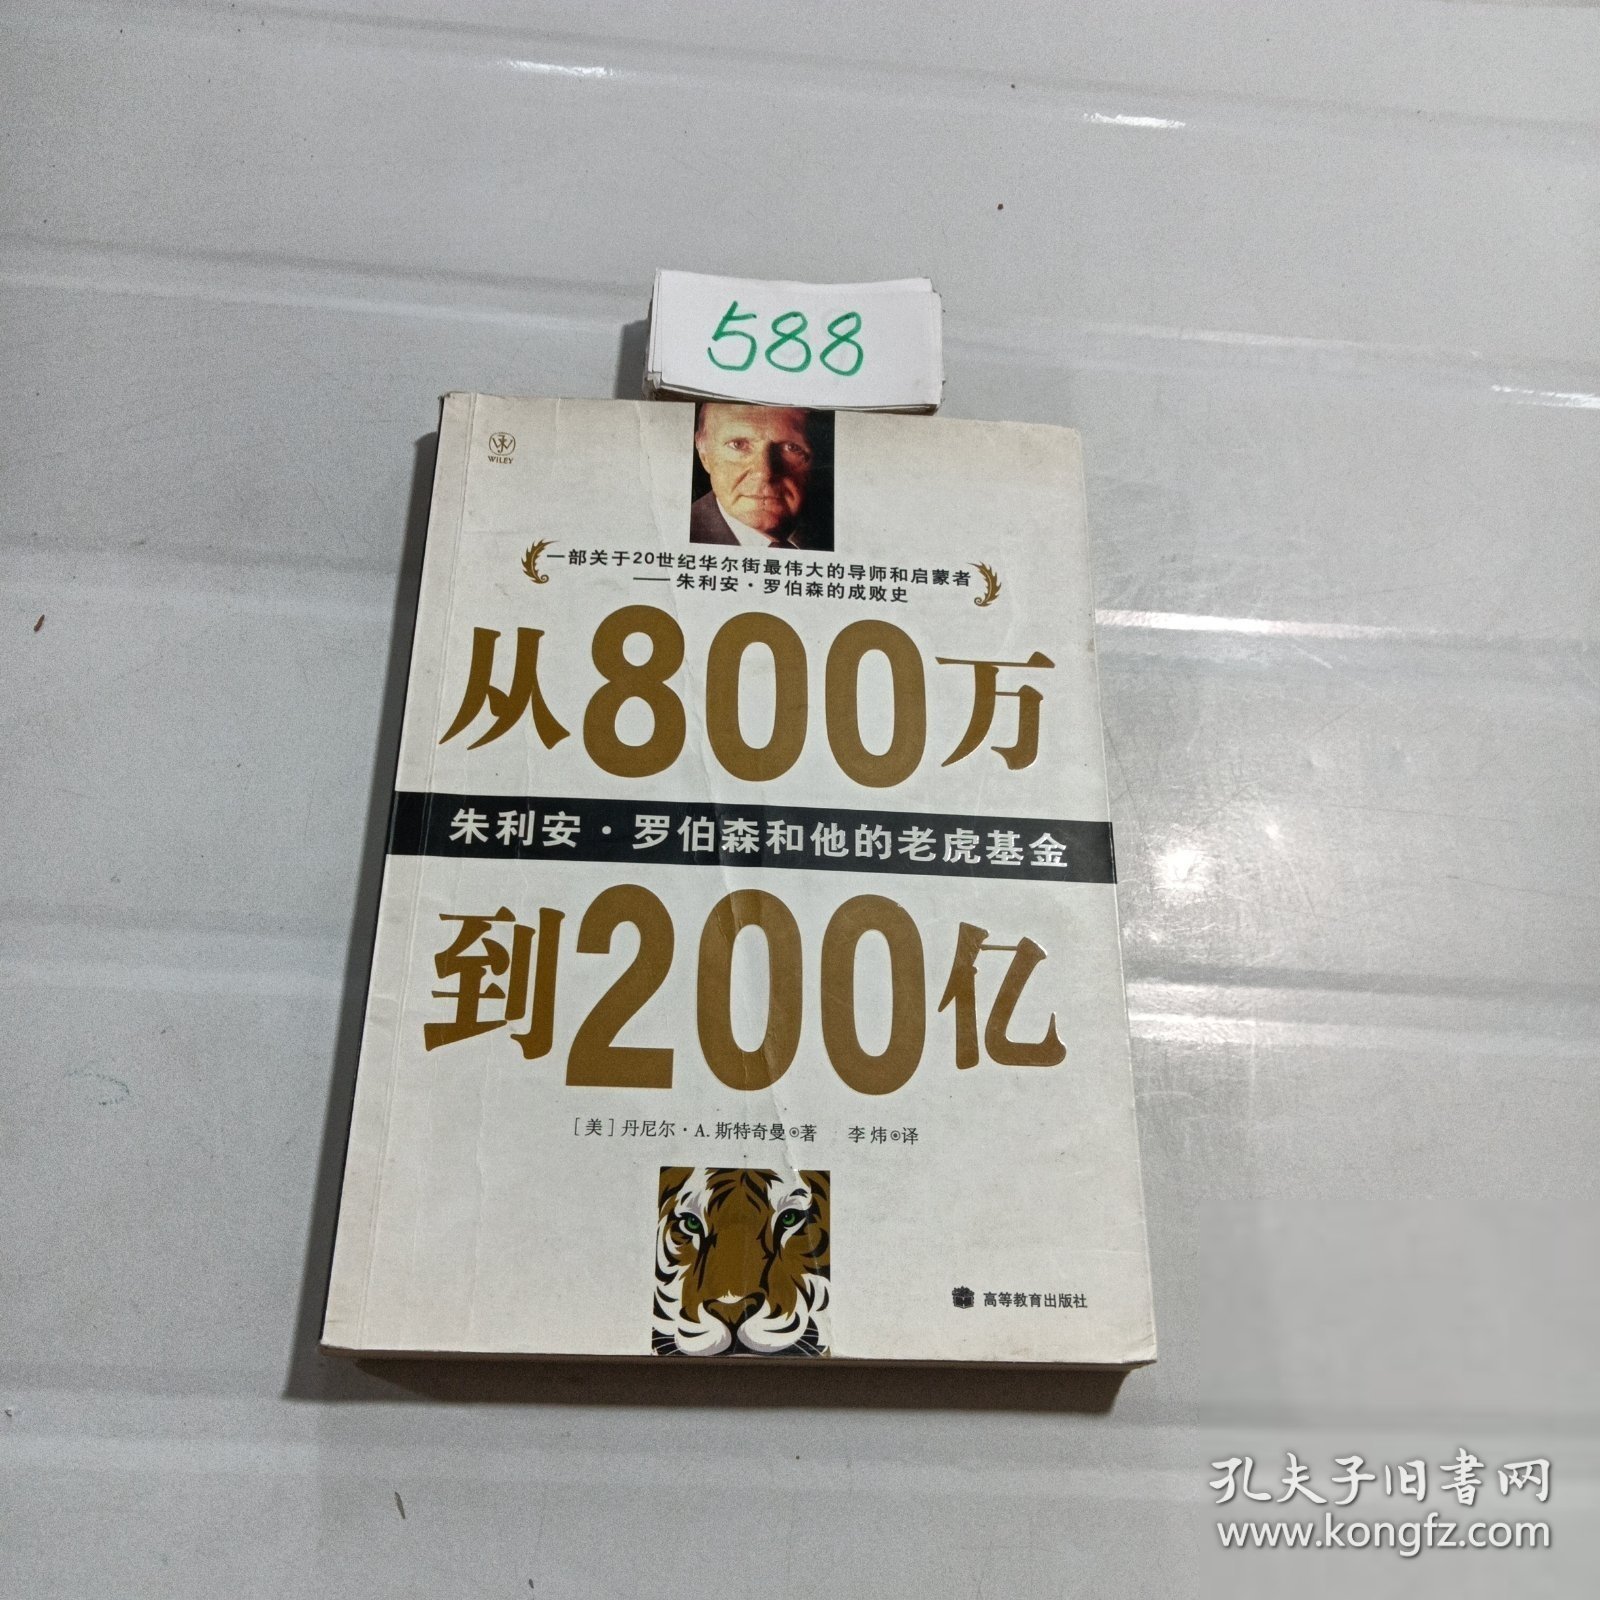 588
WILEY
一部关于20世纪华尔街最伟大的导师和启蒙者
——朱利安·罗伯森的成败史
从800万
朱利安·罗伯森和他的老虎基金
到200亿
[美]丹尼尔·A.斯特奇曼◎著 李炜◎译
高等教育出版社
孔夫子旧书网
www.kongfz.com